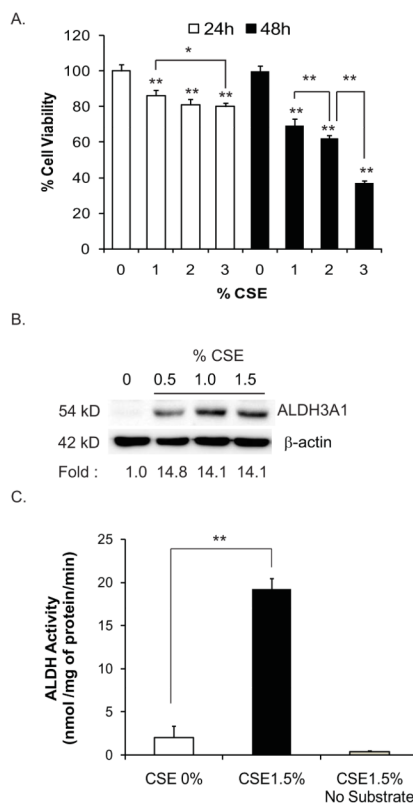 A.
24h 48h
120
100
80
60
40
20
0
% Cell Viability
*
** ** **
** **
** ** **
0 1 2 3 0 1 2 3
% CSE
B.
% CSE
0 0.5 1.0 1.5
54 kD ALDH3A1
42 kD β-actin
Fold : 1.0 14.8 14.1 14.1
C.
**
25
20
15
10
5
0
ALDH Activity
(nmol /mg of protein/min)
CSE 0% CSE1.5% CSE1.5%
No Substrate